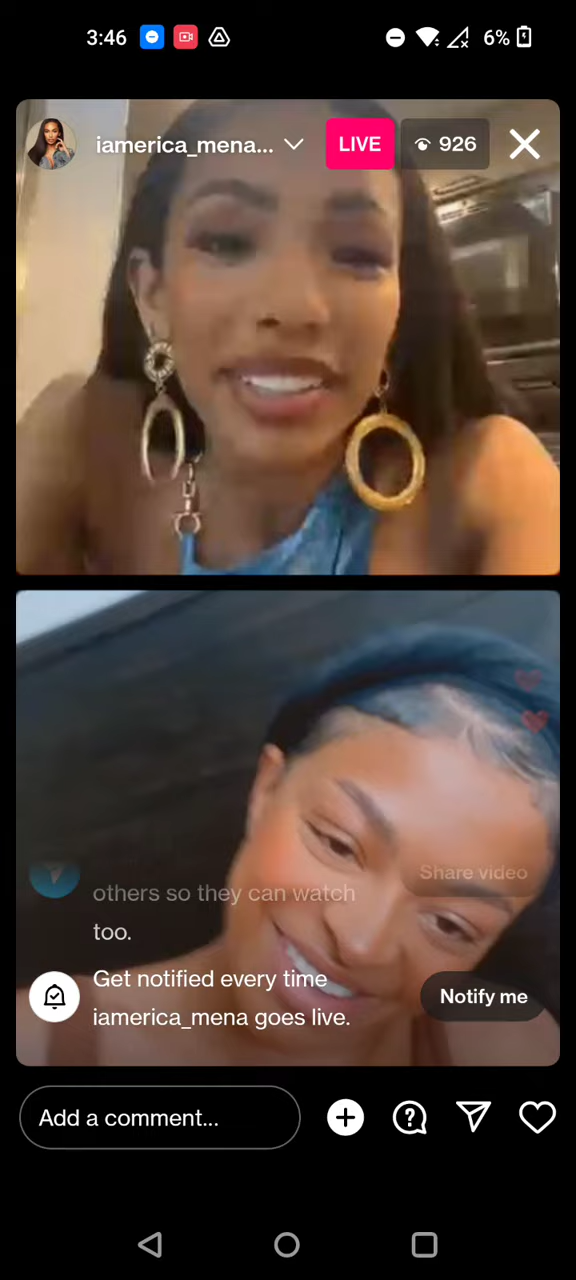 3:46
6%
iamerica_mena...
LIVE
926
Share video
others so they can watch
too.
Get notified every time
iamerica_mena goes live.
Notify me
Add a comment...